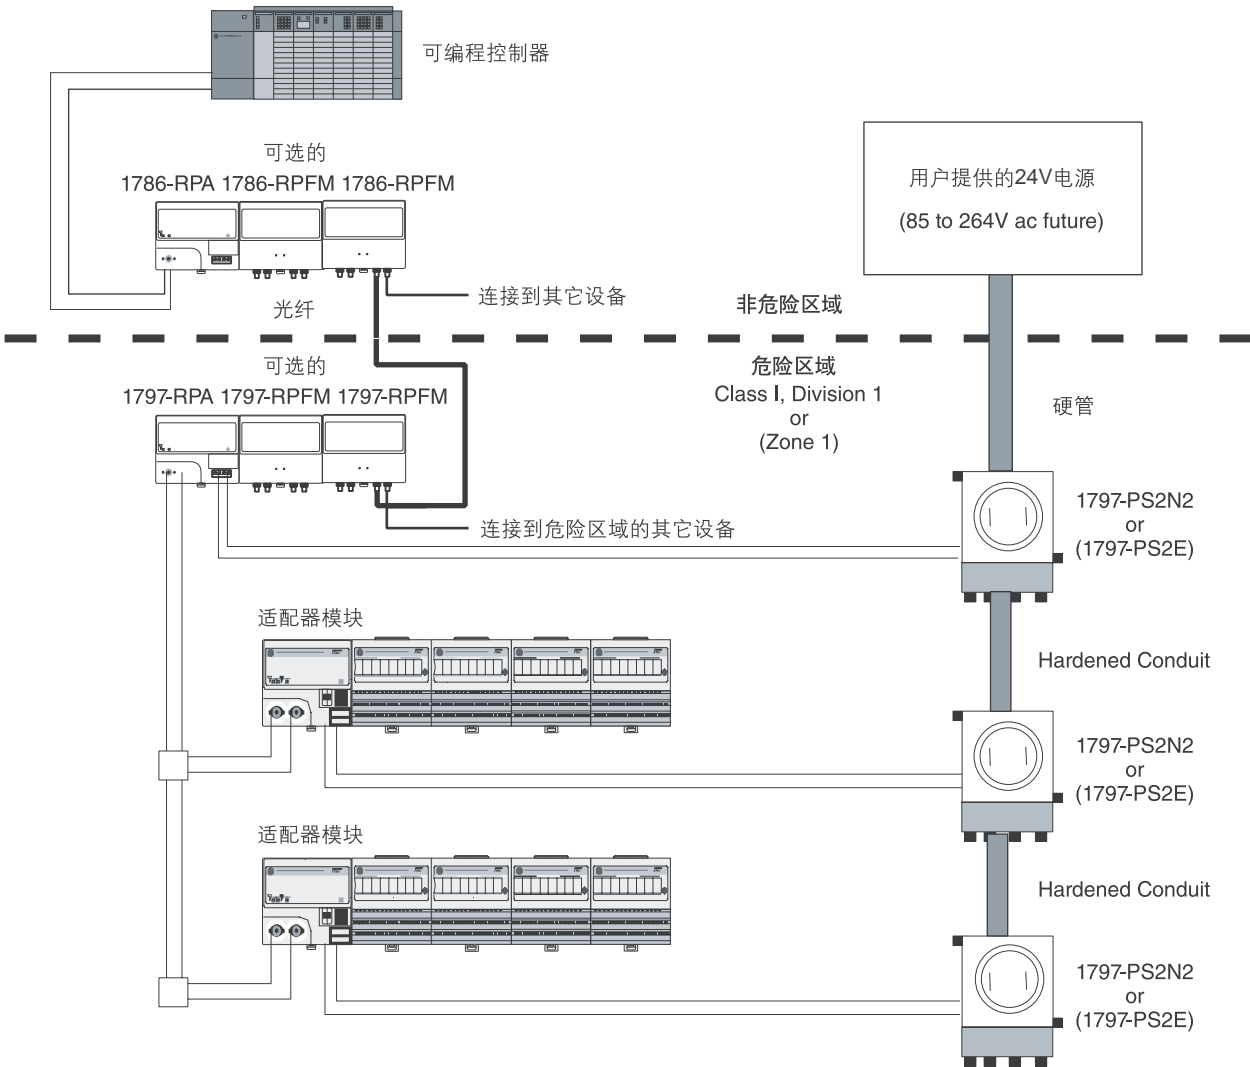 可编程控制器
可选的
1786-RPA 1786-RPFM 1786-RPFM
用户提供的24V电源
(85 to 264V ac future)
连接到其它设备
光纤
非危险区域
可选的
1797-RPA 1797-RPFM 1797-RPFM
危险区域
Class I, Division 1
or
(Zone 1)
硬管
1797-PS2N2
or
(1797-PS2E)
连接到危险区域的其它设备
适配器模块
Hardened Conduit
1797-PS2N2
or
(1797-PS2E)
适配器模块
Hardened Conduit
1797-PS2N2
or
(1797-PS2E)